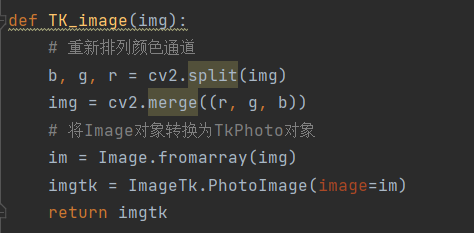 def TK_image(img):
# 重新排列颜色通道
b, g, r = cv2.split(img)
img = cv2.merge((r, g, b))
# 将Image对象转换为TkPhoto对象
im = Image.fromarray(img)
imgtk = ImageTk.PhotoImage(image=im)
return imgtk